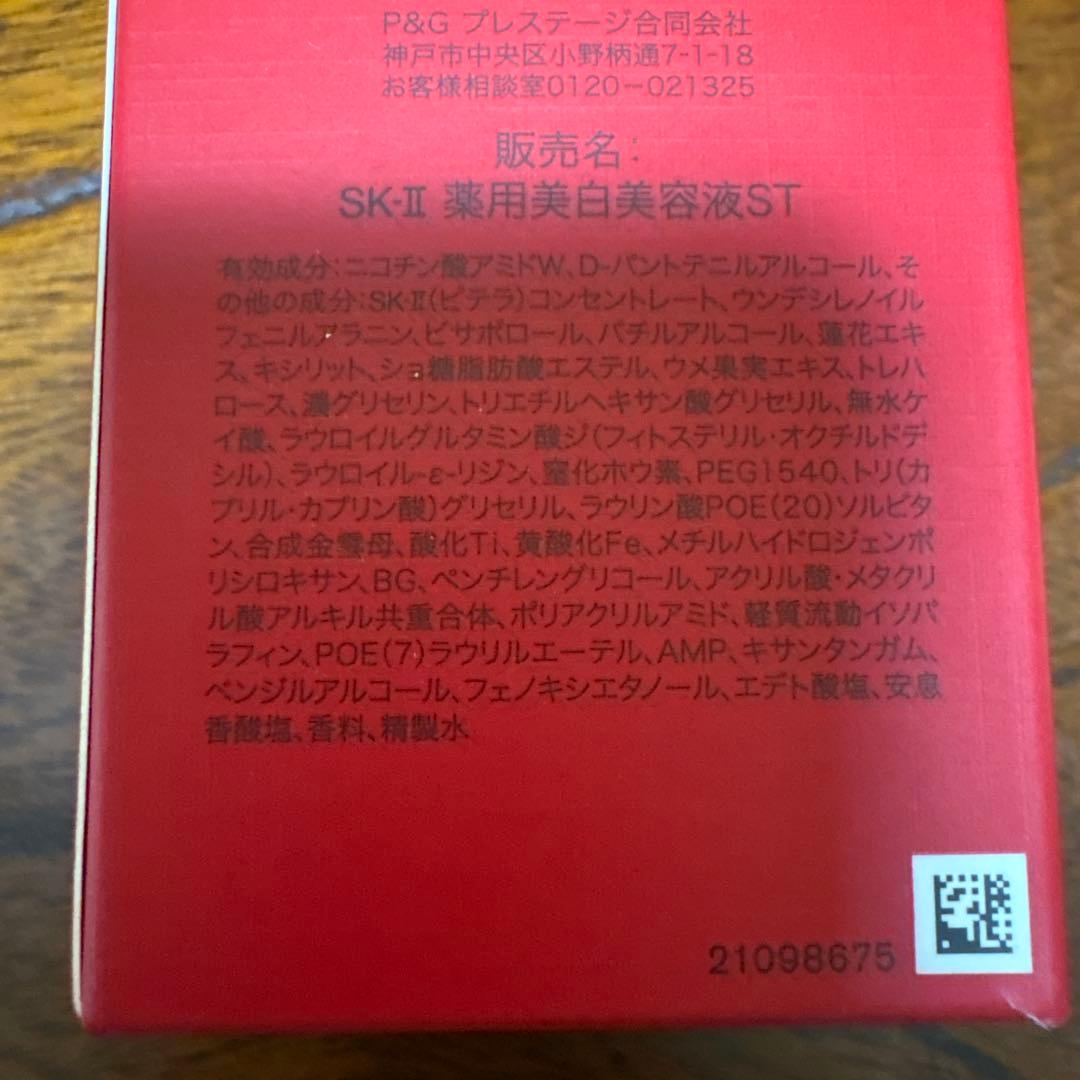 P&G プレステージ合同会社
神戸市中央区小野柄通7-1-18
お客様相談室0120-021325
販売名:
SK-II 薬用美白美容液ST
有効成分:ニコチン酸アミドW、D-パントテニルアルコール、そ
の他の成分:SK-II(ピテラ)コンセントレート、ウンデシレノイル
フェニルアラニン、ビサボロール、バチルアルコール、蓮花エキ
ス、キシリット、ショ糖脂肪酸エステル、ウメ果実エキス、トレハ
ロース、濃グリセリン、トリエチルヘキサン酸グリセリル、無水ケ
イ酸、ラウロイルグルタミン酸ジ(フィトステリル・オクチルドデ
シル)、ラウロイル-ε-リジン、窒化ホウ素、PEG1540、トリ(カ
プリル・カプリン酸)グリセリル、ラウリン酸POE(20)ソルビタ
ン、合成金雲母、酸化Ti、黄酸化Fe、メチルハイドロジェンポ
リシロキサン、BG、ペンチレングリコール、アクリル酸・メタクリ
ル酸アルキル共重合体、ポリアクリルアミド、軽質流動イソパ
ラフィン、POE(7)ラウリルエーテル、AMP、キサンタンガム、
ベンジルアルコール、フェノキシエタノール、エデト酸塩、安息
香酸塩、香料、精製水
21098675